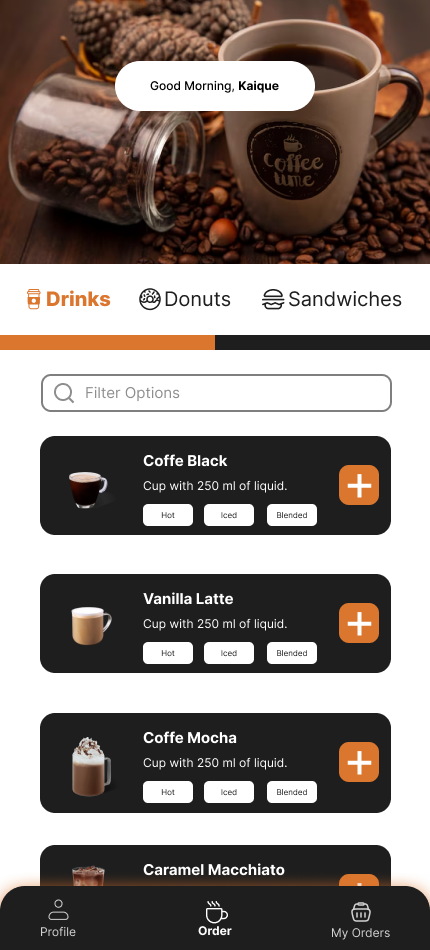 Good Morning, Kaique
Coffee
time
Drinks
Donuts
Sandwiches
Filter Options
Coffe Black
Cup with 250 ml of liquid.
Hot Iced Blended
Vanilla Latte
Cup with 250 ml of liquid.
Hot Iced Blended
Coffe Mocha
Cup with 250 ml of liquid.
Hot Iced Blended
Caramel Macchiato
Profile
Order
My Orders